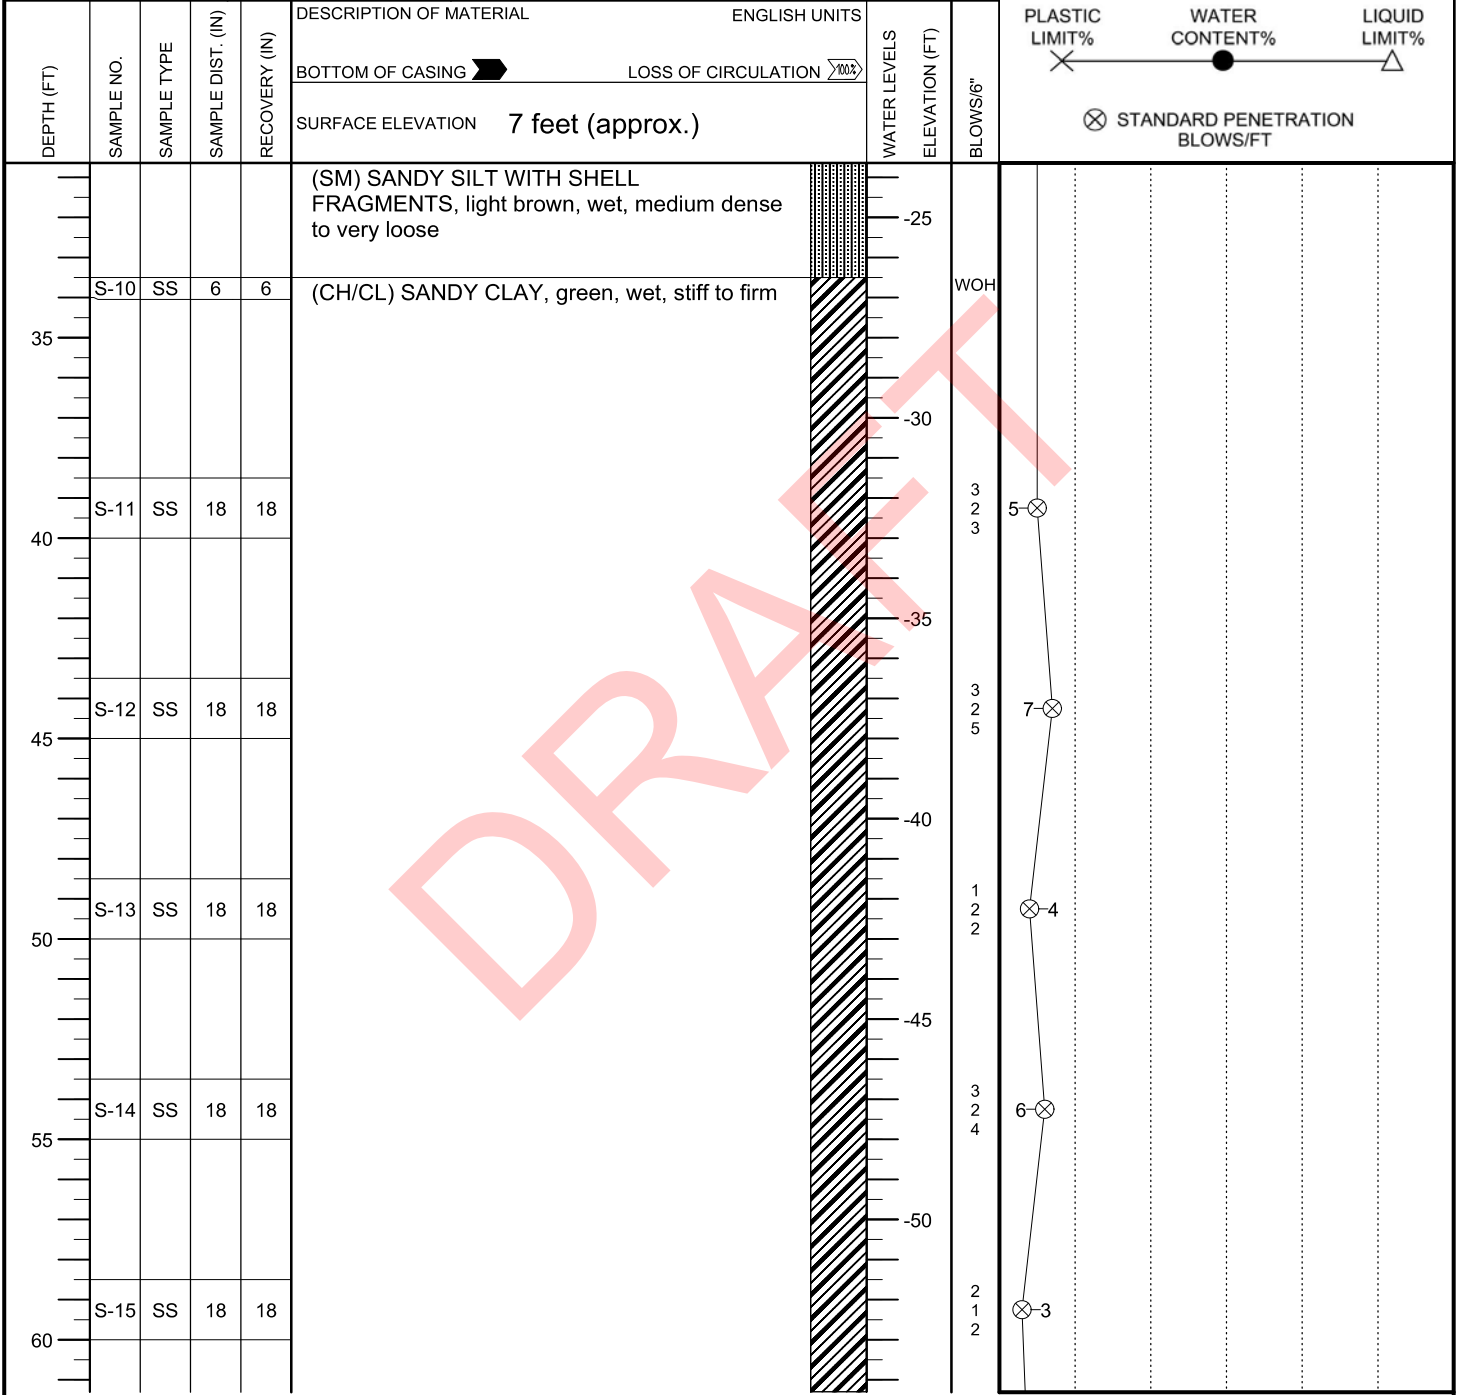 DEPTH (FT)
SAMPLE NO.
SAMPLE TYPE
SAMPLE DIST. (IN)
RECOVERY (IN)
DESCRIPTION OF MATERIAL ENGLISH UNITS
BOTTOM OF CASING LOSS OF CIRCULATION 100%
SURFACE ELEVATION 7 feet (approx.)
WATER LEVELS
ELEVATION (FT)
BLOWS/6"
PLASTIC LIMIT%
WATER CONTENT%
LIQUID LIMIT%
STANDARD PENETRATION
BLOWS/FT
(SM) SANDY SILT WITH SHELL
FRAGMENTS, light brown, wet, medium dense
to very loose
-25
S-10 SS 6 6 (CH/CL) SANDY CLAY, green, wet, stiff to firm WOH
35
-30
S-11 SS 18 18 3 2 3 5
40
-35
S-12 SS 18 18 3 2 5 7
45
-40
S-13 SS 18 18 1 2 2 4
50
-45
S-14 SS 18 18 3 2 4 6
55
-50
S-15 SS 18 18 2 1 2 3
60
DRAFT